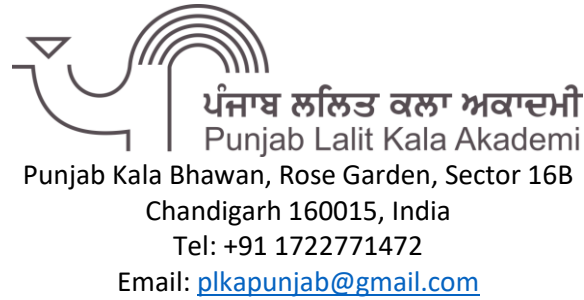 ਪੰਜਾਬ ਲਲਿਤ ਕਲਾ ਅਕਾਦਮੀ
Punjab Lalit Kala Akademi
Punjab Kala Bhawan, Rose Garden, Sector 16B
Chandigarh 160015, India
Tel: +91 1722771472
Email: plkapunjab@gmail.com